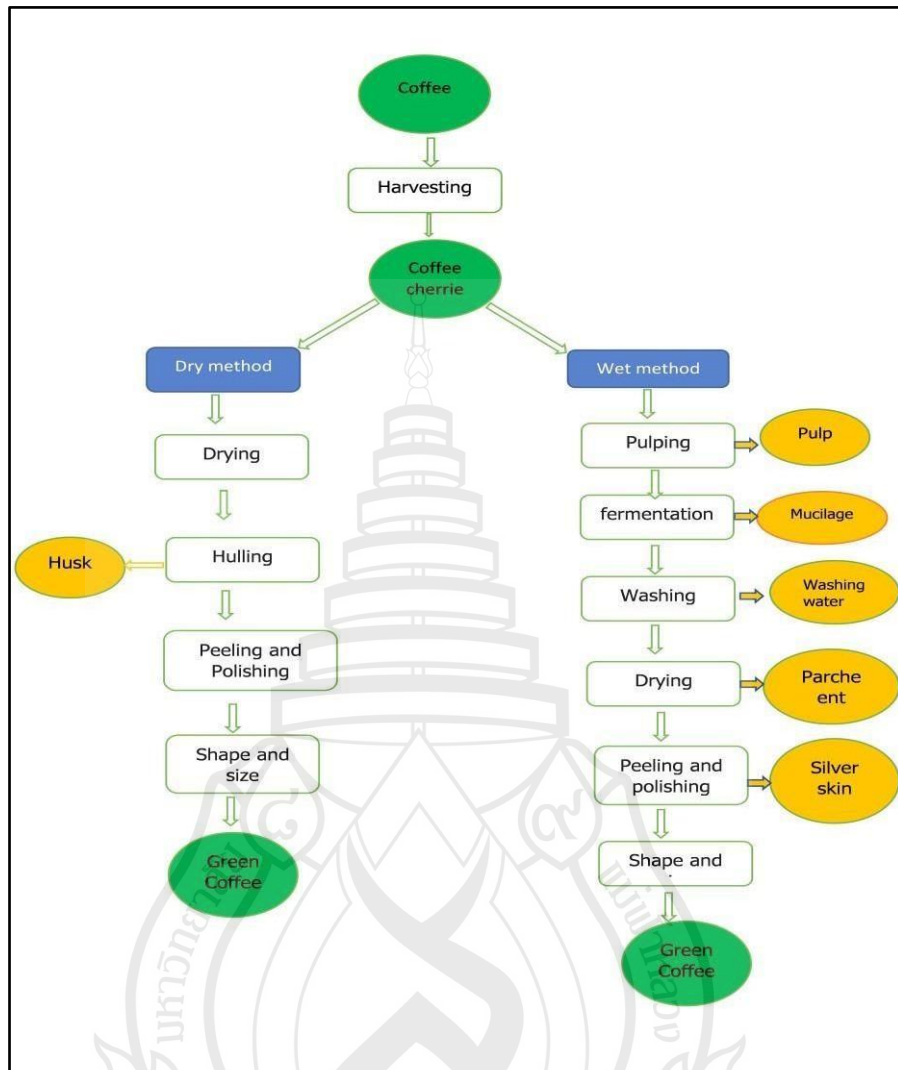 Coffee
Harvesting
Coffee
cherrie
Dry method
Drying
Hulling
Husk
Peeling and
Polishing
Shape and
size
Green
Coffee
Wet method
Pulping
Pulp
fermentation
Mucilage
Washing
Washing
water
Drying
Parche
ent
Peeling and
polishing
Silver
skin
Shape and
Green
Coffee